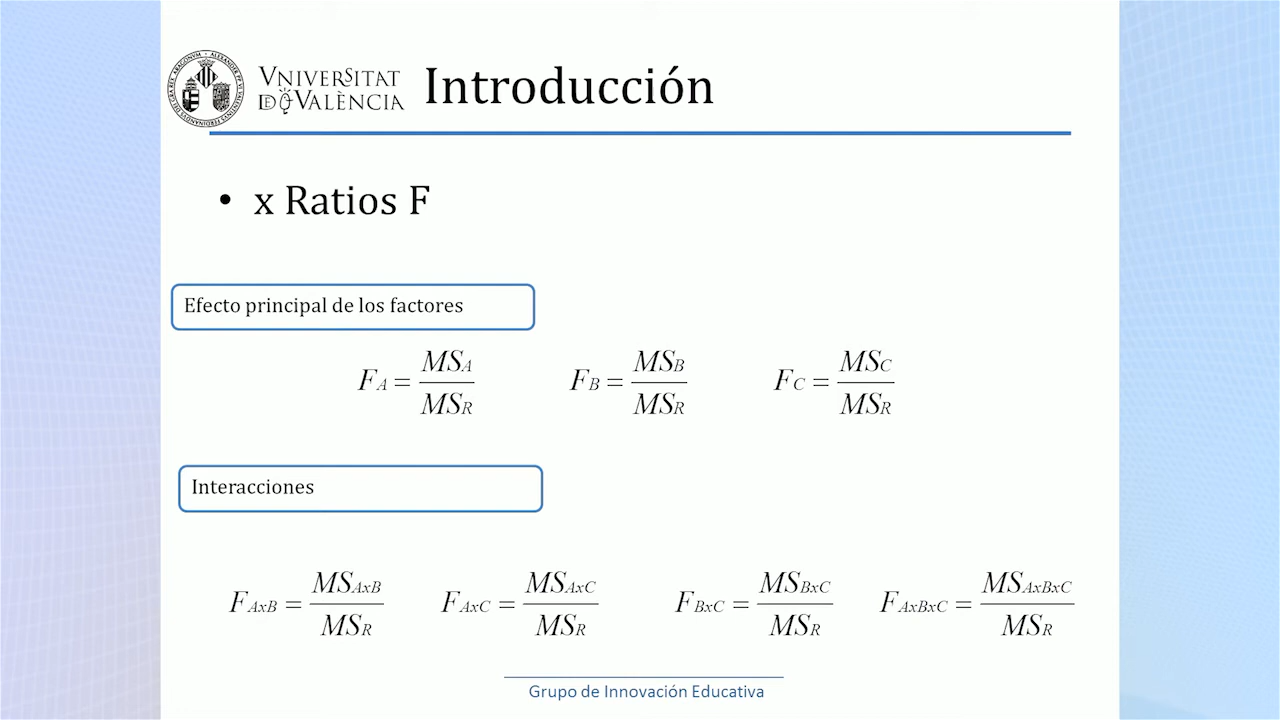 VNIVERSITAT
DE VALÈNCIA
Introducción
• x Ratios F
Efecto principal de los factores
F_A = MS_A / MS_R
F_B = MS_B / MS_R
F_C = MS_C / MS_R
Interacciones
F_AxB = MS_AxB / MS_R
F_AxC = MS_AxC / MS_R
F_BxC = MS_BxC / MS_R
F_AxBxC = MS_AxBxC / MS_R
Grupo de Innovación Educativa